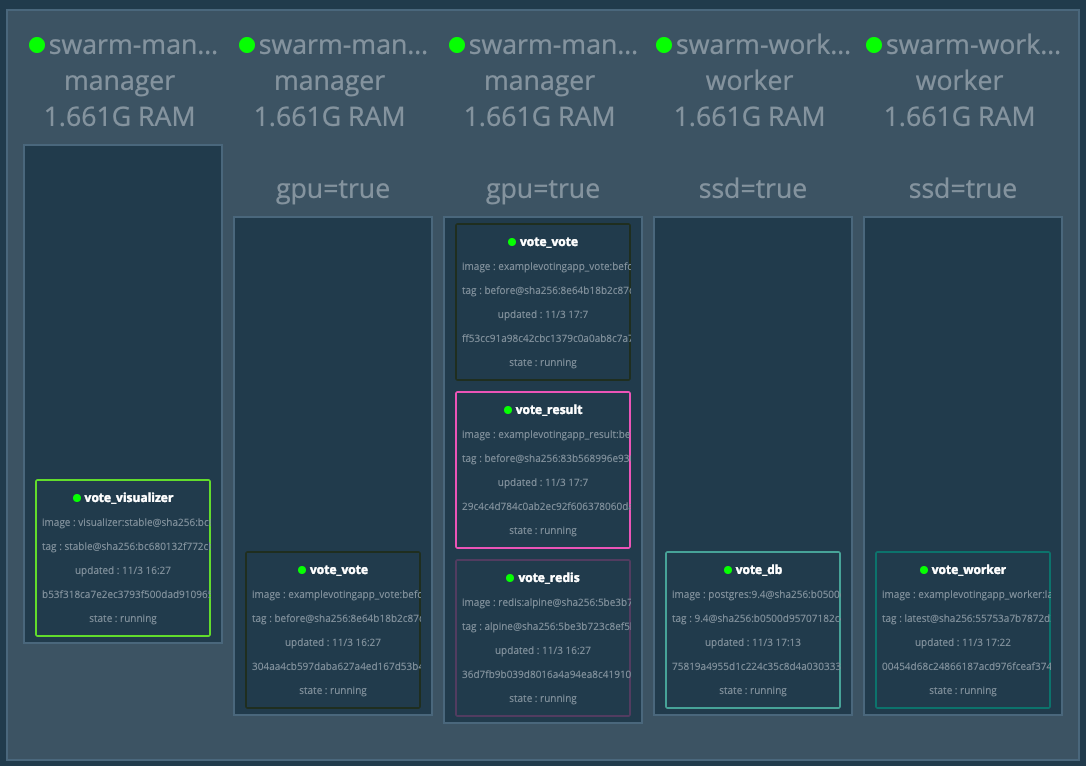 swarm-man...
manager
1.661G RAM
vote_visualizer
image : visualizer:stable@sha256:bc
tag : stable@sha256:bc680132f772c
updated : 11/3 16:27
b53f318ca7e2ec3793f500dad91096
state : running
swarm-man...
manager
1.661G RAM
gpu=true
vote_vote
image : examplevotingapp_vote:befo
tag : before@sha256:8e64b18b2c87
updated : 11/3 16:27
304aa4cb597daba627a4ed167d53b4
state : running
swarm-man...
manager
1.661G RAM
gpu=true
vote_vote
image : examplevotingapp_vote:befo
tag : before@sha256:8e64b18b2c87
updated : 11/3 17:7
ff53cc91a98c42cbc1379c0a0ab8c7a7
state : running
vote_result
image : examplevotingapp_result:be
tag : before@sha256:83b568996e93
updated : 11/3 17:7
29c4c4d784c0ab2ec92f606378060d
state : running
vote_redis
image : redis:alpine@sha256:5be3b7
tag : alpine@sha256:5be3b723c8ef5
updated : 11/3 16:27
36d7fb9b039d8016a4a94ea8c41910
state : running
swarm-work...
worker
1.661G RAM
ssd=true
vote_db
image : postgres:9.4@sha256:b0500
tag : 9.4@sha256:b0500d95707182c
updated : 11/3 17:13
75819a4955d1c224c35c8d4a030333
state : running
swarm-work...
worker
1.661G RAM
ssd=true
vote_worker
image : examplevotingapp_worker:la
tag : latest@sha256:55753a7b7872d
updated : 11/3 17:22
00454d68c24866187acd976fceaf374
state : running